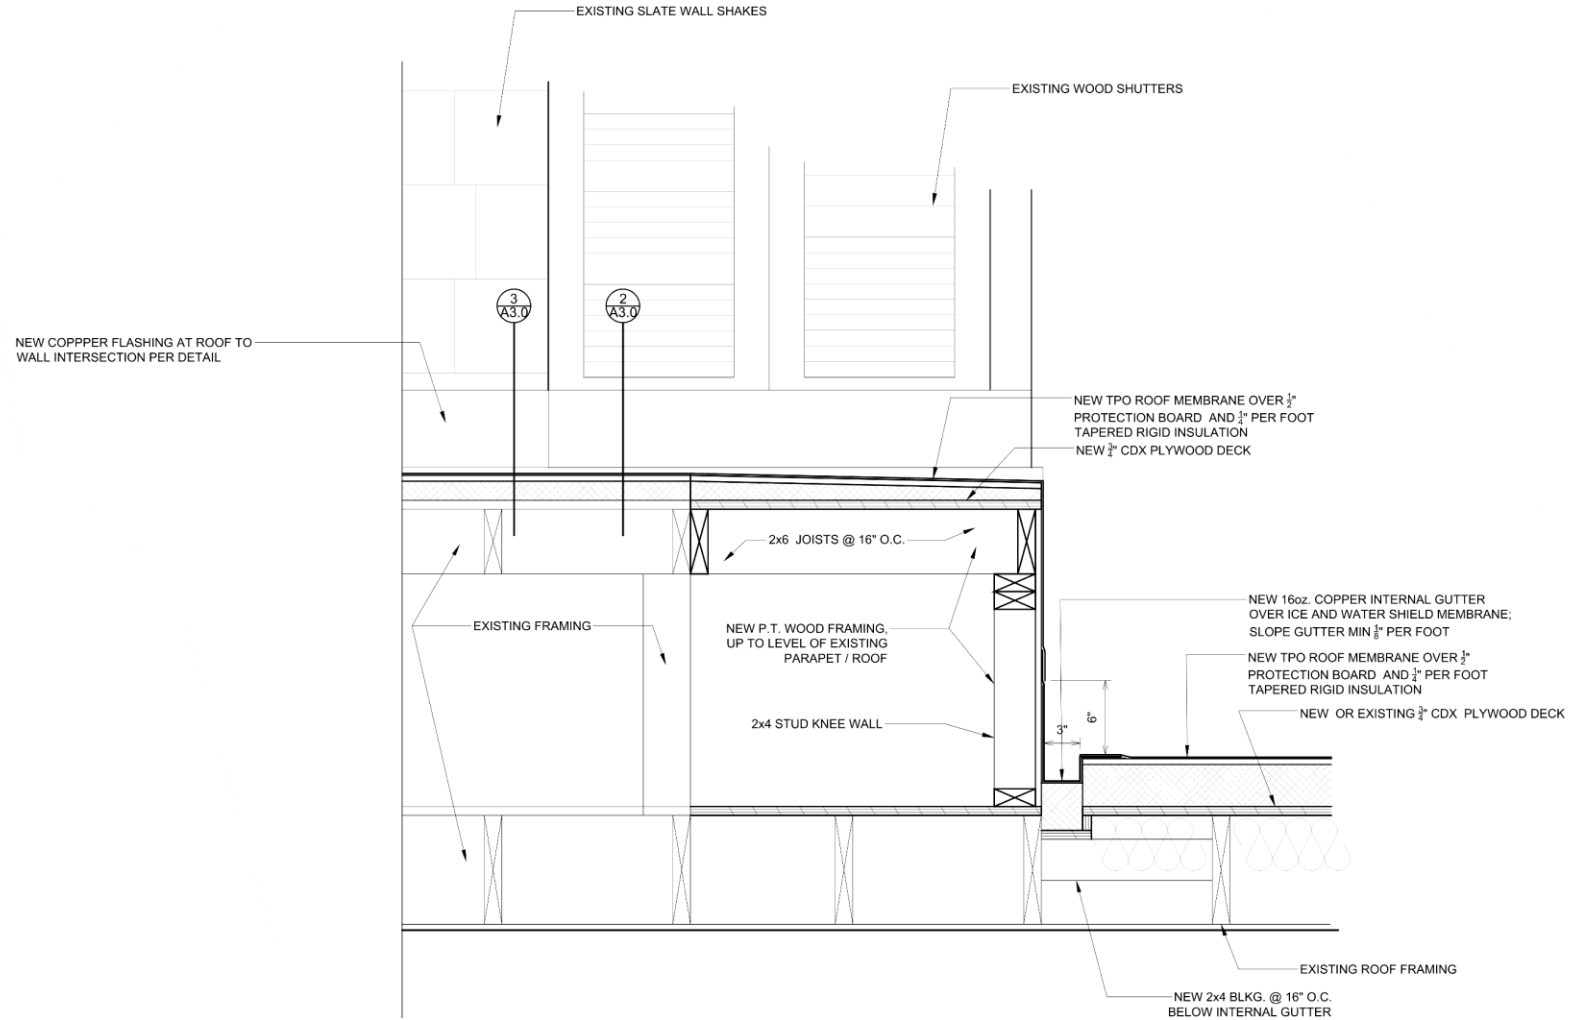 EXISTING SLATE WALL SHAKES
EXISTING WOOD SHUTTERS
3
A3.0
2
A3.0
NEW COPPPER FLASHING AT ROOF TO
WALL INTERSECTION PER DETAIL
NEW TPO ROOF MEMBRANE OVER 1/2"
PROTECTION BOARD AND 1/4" PER FOOT
TAPERED RIGID INSULATION
NEW 3/4" CDX PLYWOOD DECK
2x6 JOISTS @ 16" O.C.
NEW 16oz. COPPER INTERNAL GUTTER
OVER ICE AND WATER SHIELD MEMBRANE;
SLOPE GUTTER MIN 1/8" PER FOOT
EXISTING FRAMING
NEW P.T. WOOD FRAMING,
UP TO LEVEL OF EXISTING
PARAPET / ROOF
NEW TPO ROOF MEMBRANE OVER 1/2"
PROTECTION BOARD AND 1/4" PER FOOT
TAPERED RIGID INSULATION
NEW OR EXISTING 3/4" CDX PLYWOOD DECK
2x4 STUD KNEE WALL
3"
6"
EXISTING ROOF FRAMING
NEW 2x4 BLKG. @ 16" O.C.
BELOW INTERNAL GUTTER